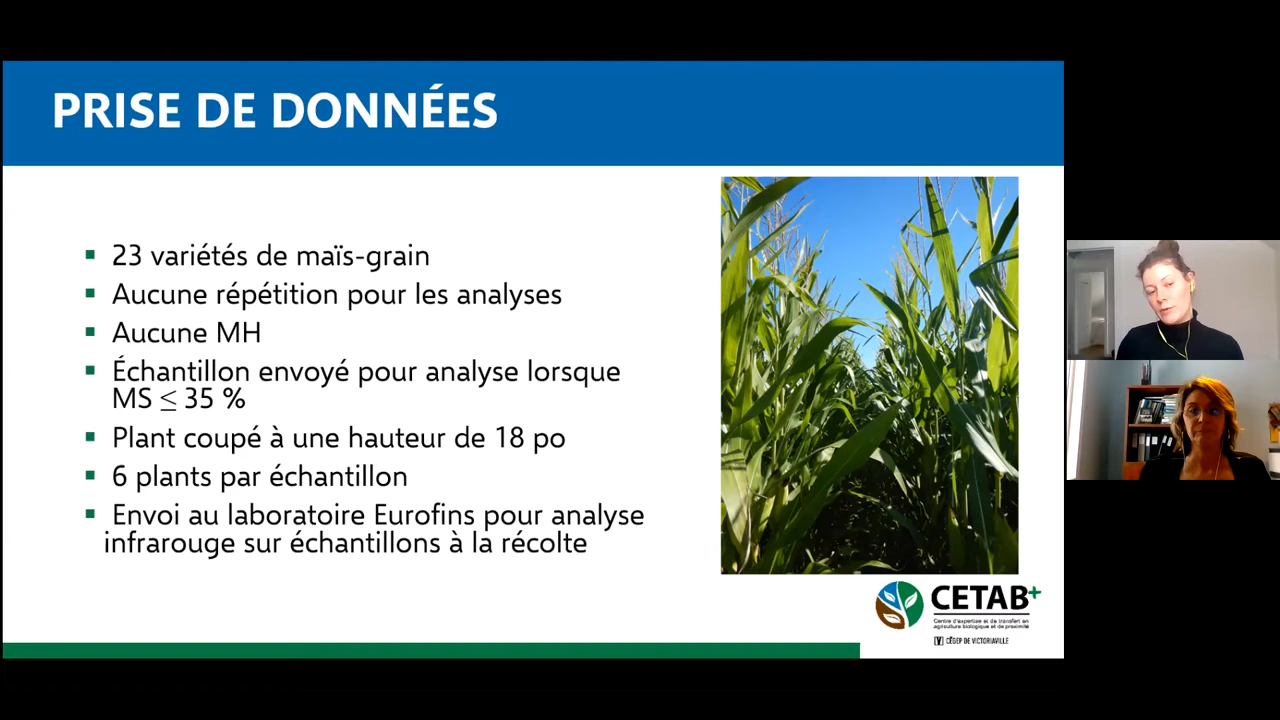 PRISE DE DONNÉES
▪ 23 variétés de maïs-grain
▪ Aucune répétition pour les analyses
▪ Aucune MH
▪ Échantillon envoyé pour analyse lorsque
MS ≤ 35 %
▪ Plant coupé à une hauteur de 18 po
▪ 6 plants par échantillon
▪ Envoi au laboratoire Eurofins pour analyse
infrarouge sur échantillons à la récolte
CETAB+
Centre d'expertise et de transfert en
agriculture biologique et de proximité
CÉGEP DE VICTORIAVILLE